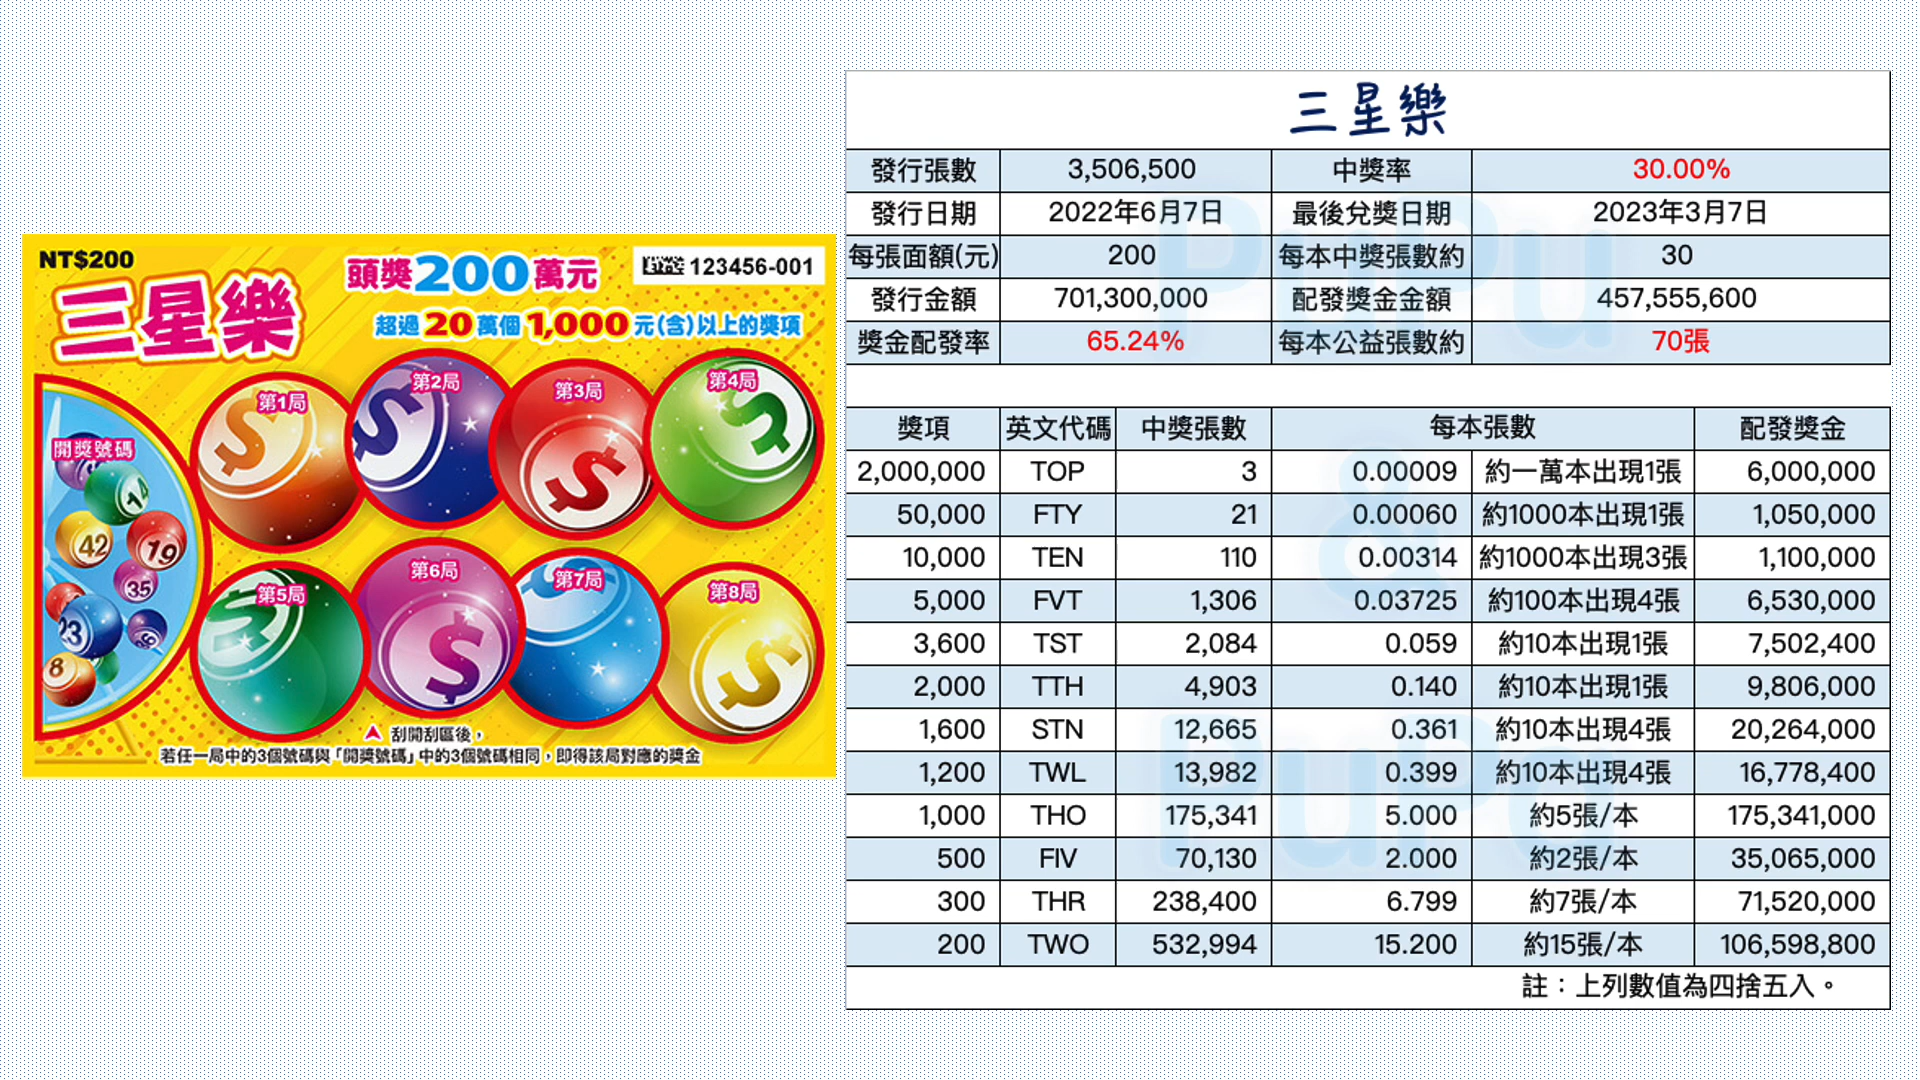 NT$200
三星樂
頭獎200萬元
123456-001
超過20萬個1,000元(含)以上的獎項
開獎號碼
14
42
19
35
23
8
第1局
第2局
第3局
第4局
第5局
第6局
第7局
第8局
刮開刮區後，
若任一局中的3個號碼與「開獎號碼」中的3個號碼相同，即得該局對應的獎金
三星樂
發行張數 3,506,500 中獎率 30.00%
發行日期 2022年6月7日 最後兌獎日期 2023年3月7日
每張面額(元) 200 每本中獎張數約 30
發行金額 701,300,000 配發獎金金額 457,555,600
獎金配發率 65.24% 每本公益張數約 70張
獎項 英文代碼 中獎張數 每本張數 配發獎金
2,000,000 TOP 3 0.00009 約一萬本出現1張 6,000,000
50,000 FTY 21 0.00060 約1000本出現1張 1,050,000
10,000 TEN 110 0.00314 約1000本出現3張 1,100,000
5,000 FVT 1,306 0.03725 約100本出現4張 6,530,000
3,600 TST 2,084 0.059 約10本出現1張 7,502,400
2,000 TTH 4,903 0.140 約10本出現1張 9,806,000
1,600 STN 12,665 0.361 約10本出現4張 20,264,000
1,200 TWL 13,982 0.399 約10本出現4張 16,778,400
1,000 THO 175,341 5.000 約5張/本 175,341,000
500 FIV 70,130 2.000 約2張/本 35,065,000
300 THR 238,400 6.799 約7張/本 71,520,000
200 TWO 532,994 15.200 約15張/本 106,598,800
註：上列數值為四捨五入。
PuPu
&
PuPa